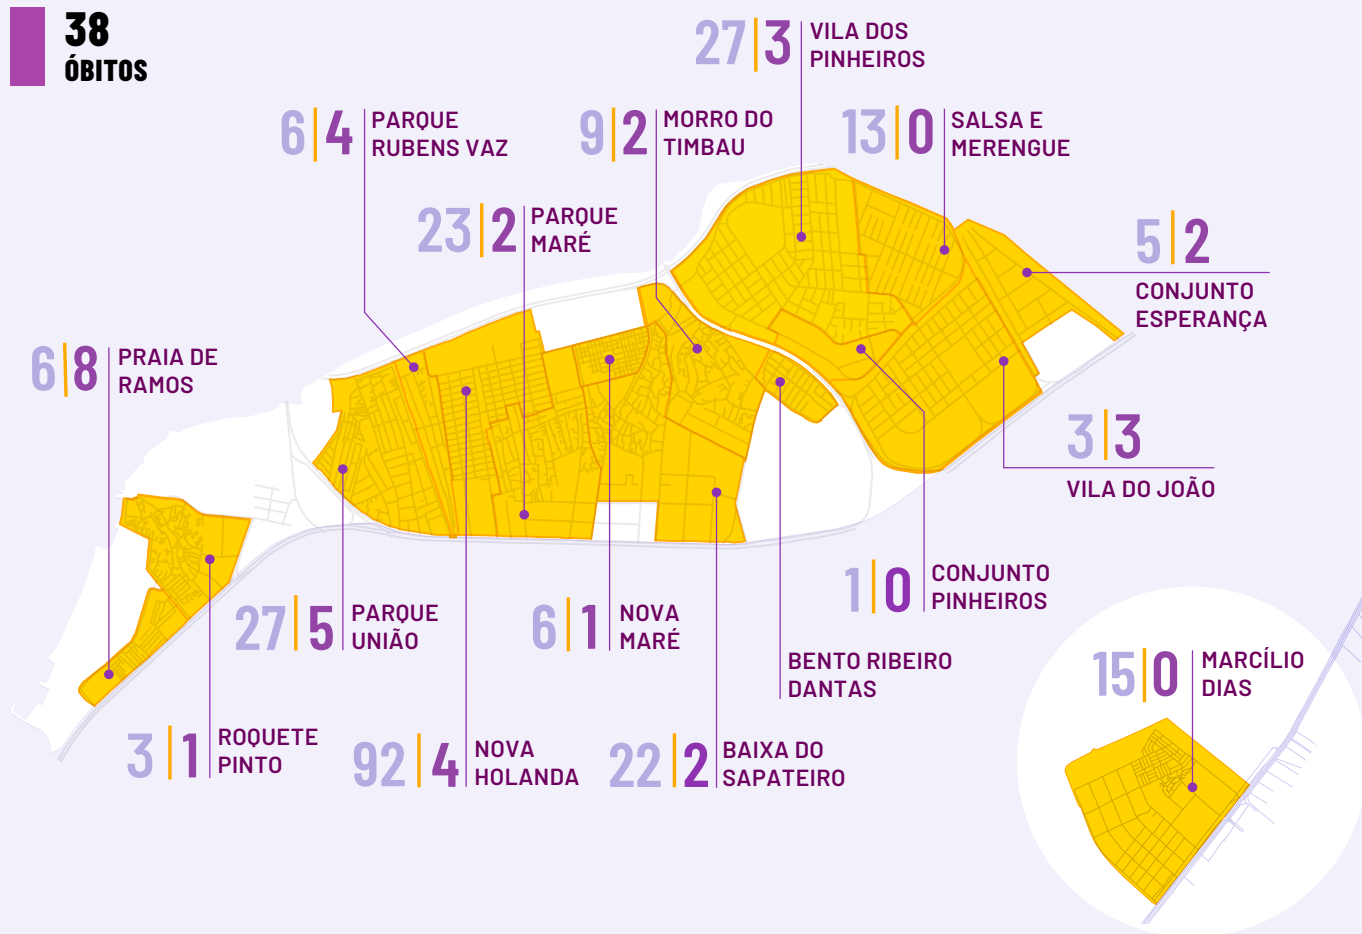 38
ÓBITOS
27|3 VILA DOS
PINHEIROS
6|4 PARQUE
RUBENS VAZ
9|2 MORRO DO
TIMBAU
13|0 SALSA E
MERENGUE
23|2 PARQUE
MARÉ
5|2
CONJUNTO
ESPERANÇA
6|8 PRAIA DE
RAMOS
3|3
VILA DO JOÃO
1|0 CONJUNTO
PINHEIROS
27|5 PARQUE
UNIÃO
6|1 NOVA
MARÉ
BENTO RIBEIRO
DANTAS
15|0 MARCÍLIO
DIAS
3|1 ROQUETE
PINTO
92|4 NOVA
HOLANDA
22|2 BAIXA DO
SAPATEIRO